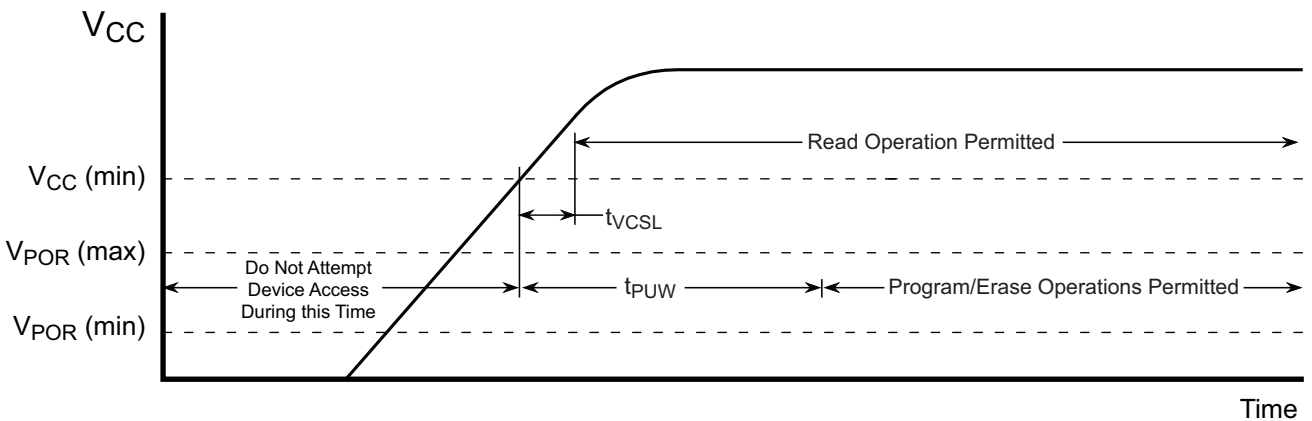 VCC
Read Operation Permitted
VCC (min)
tVCSL
VPOR (max)
Do Not Attempt
Device Access
During this Time
tPUW
Program/Erase Operations Permitted
VPOR (min)
Time